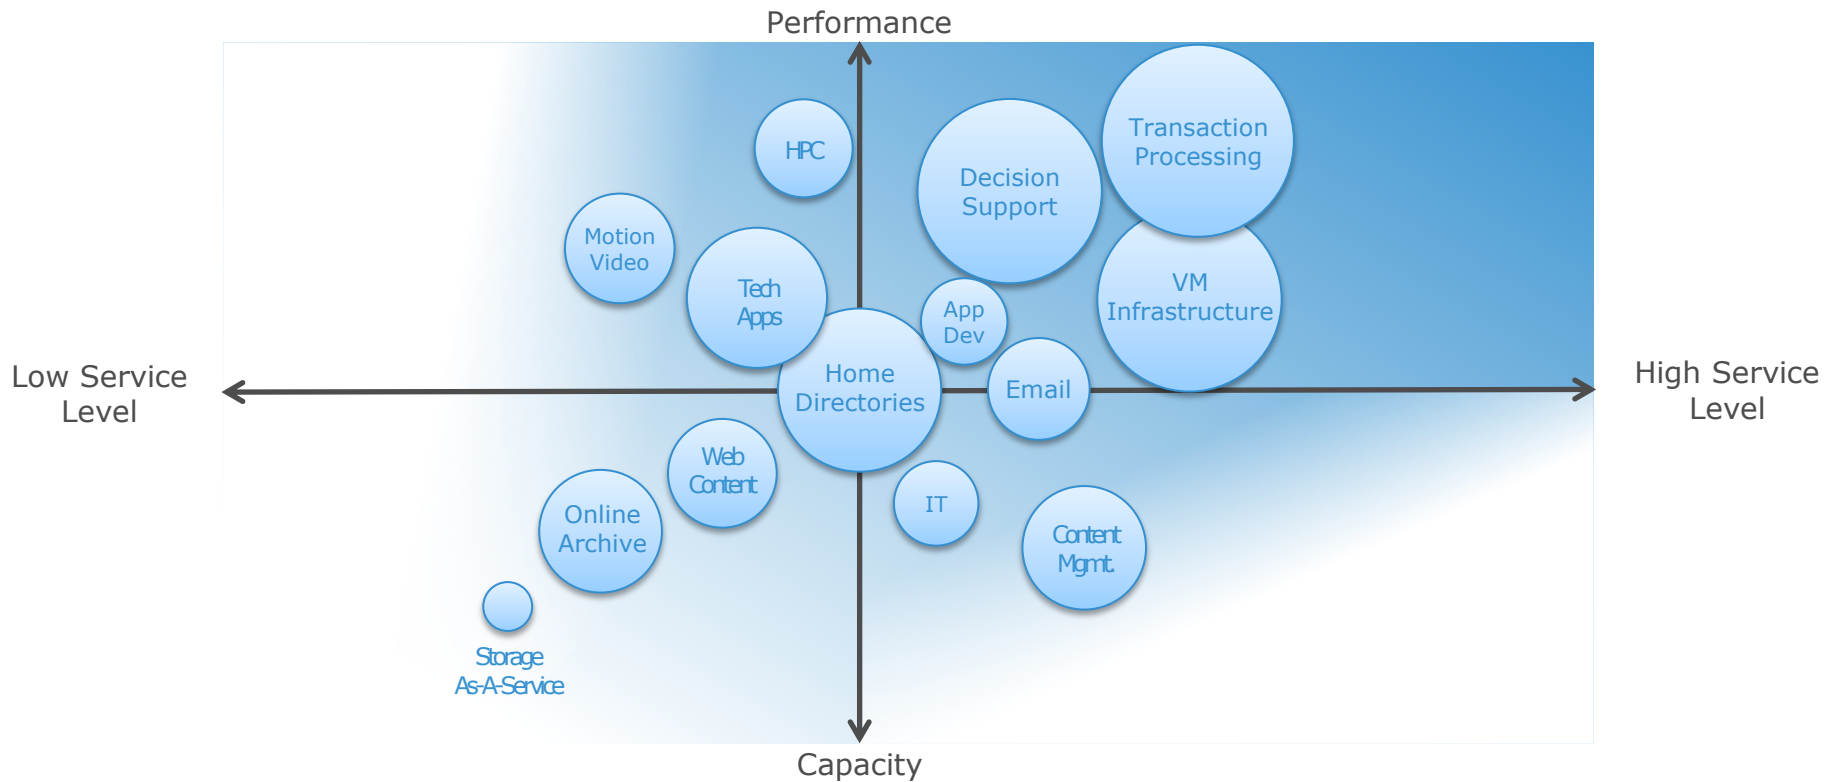 Performance
HPC
Transaction
Processing
Decision
Support
Motion
Video
Tech
Apps
App
Dev
VM
Infrastructure
Low Service
Level
Home
Directories
Email
High Service
Level
Web
Content
Online
Archive
IT
Content
Mgmt.
Storage
As-A-Service
Capacity